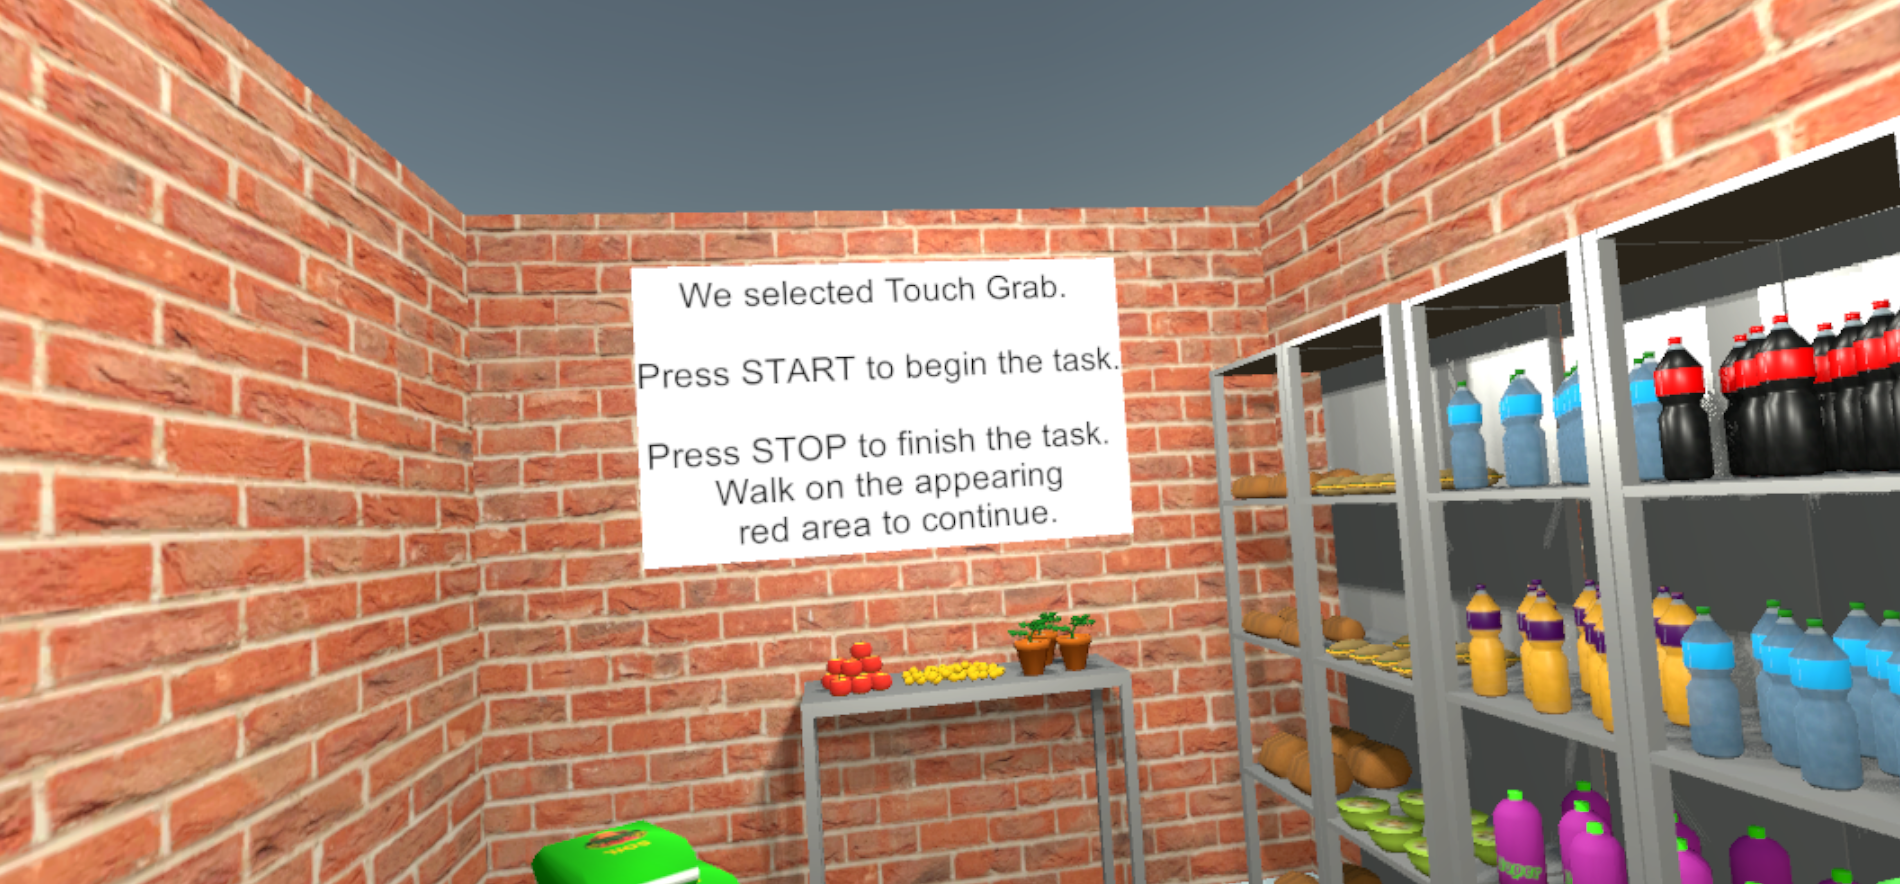 We selected Touch Grab.
Press START to begin the task.
Press STOP to finish the task.
Walk on the appearing
red area to continue.
SOIL